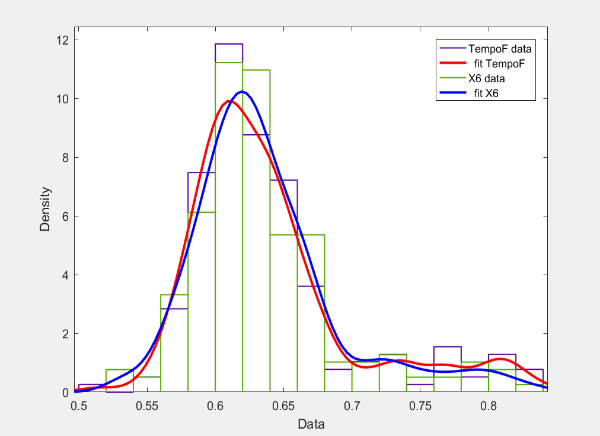 12
10
8
6
4
2
0
Density
0.5 0.55 0.6 0.65 0.7 0.75 0.8
Data
TempoF data
fit TempoF
X6 data
fit X6